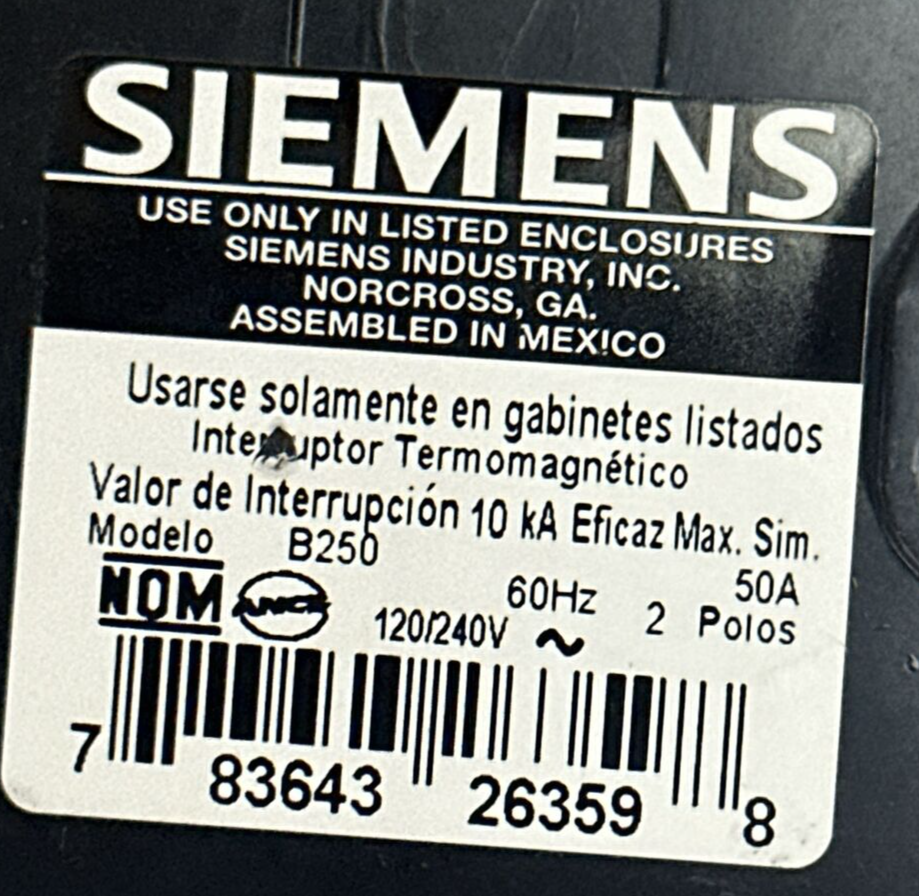 SIEMENS
USE ONLY IN LISTED ENCLOSURES
SIEMENS INDUSTRY, INC.
NORCROSS, GA.
ASSEMBLED IN MEXICO
Usarse solamente en gabinetes listados
Interruptor Termomagnético
Valor de Interrupción 10 kA Eficaz Max. Sim.
Modelo B250 50A
NOM ANCE 120/240V 60Hz ~ 2 Polos
7 83643 26359 8